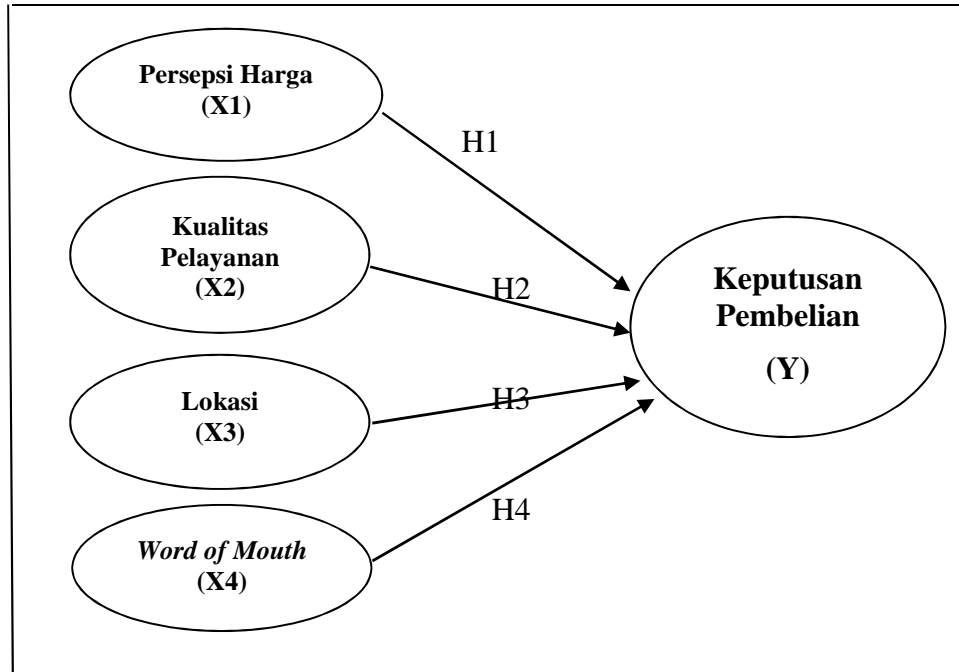 Persepsi Harga
(X1)
H1
Kualitas
Pelayanan
(X2)
H2
Keputusan
Pembelian
(Y)
Lokasi
(X3)
H3
Word of Mouth
(X4)
H4